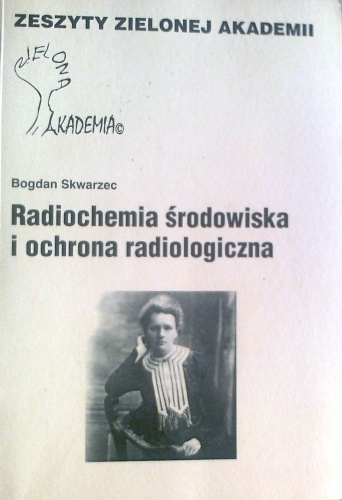 ZESZYTY ZIELONEJ AKADEMII
ZIELONA
AKADEMIA©
Bogdan Skwarzec
Radiochemia środowiska
i ochrona radiologiczna